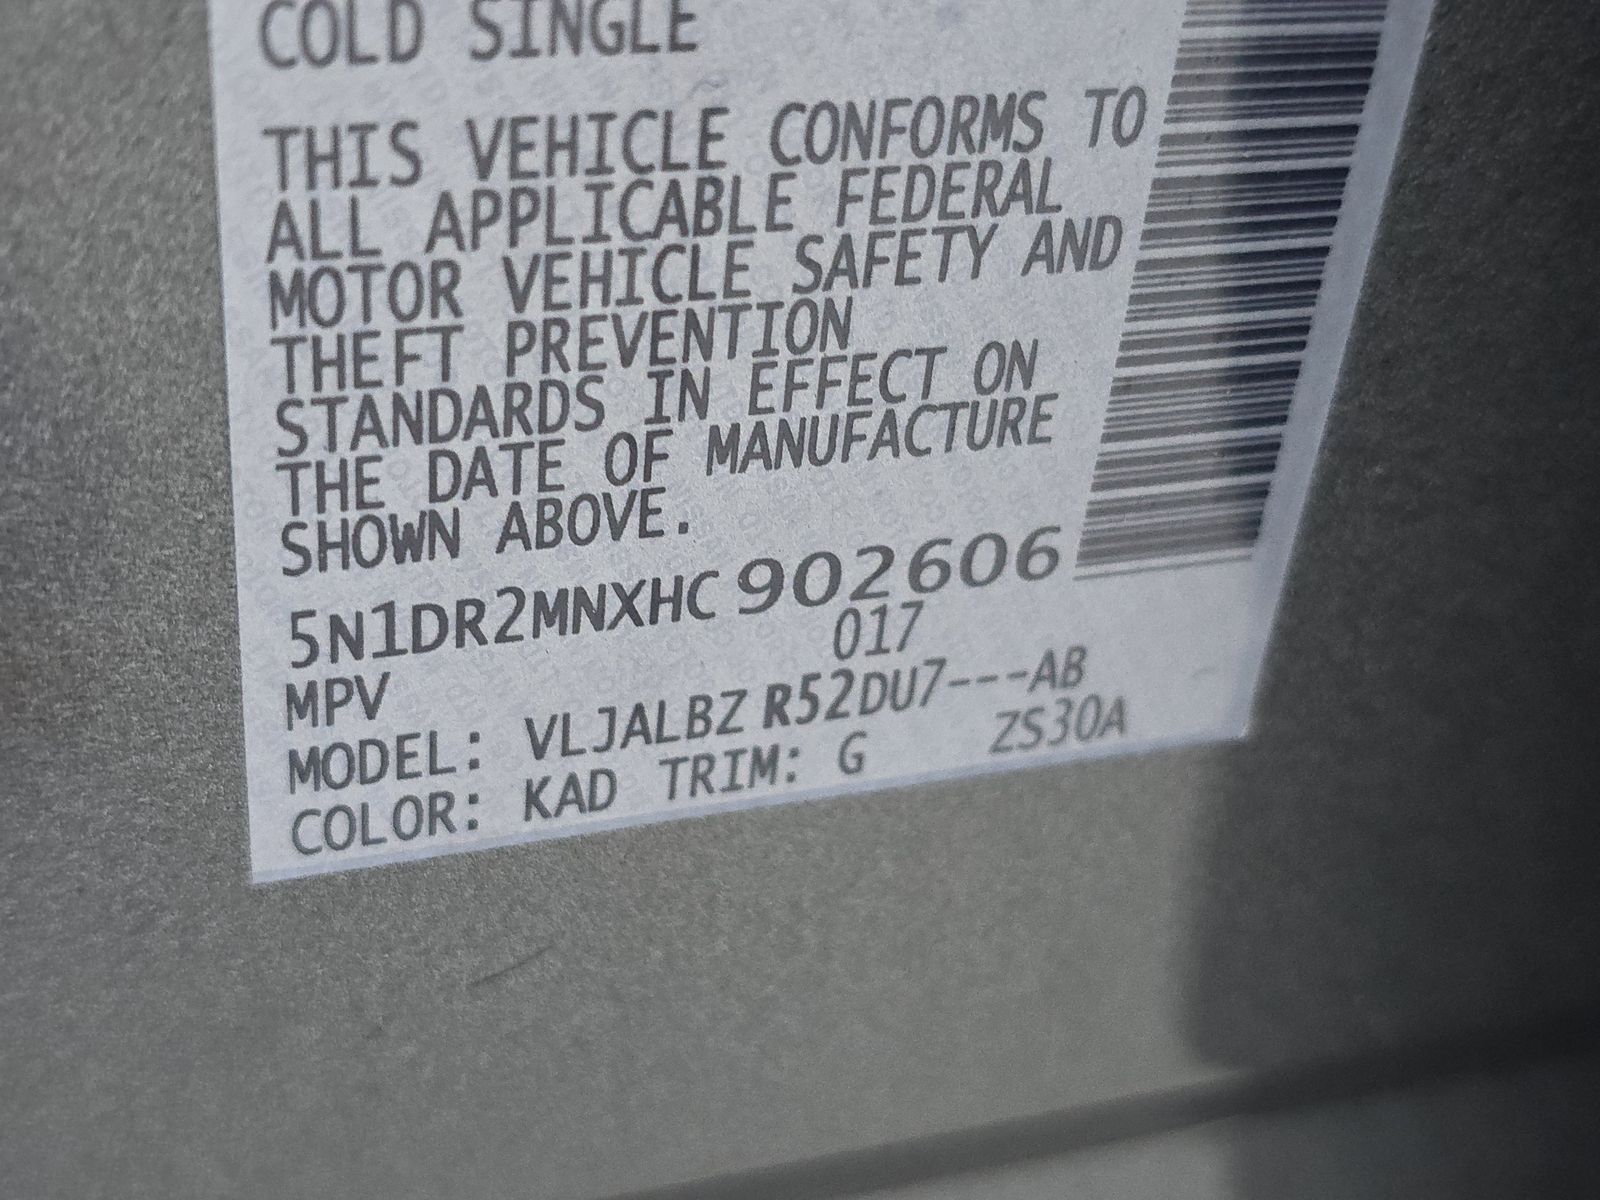 COLD SINGLE
THIS VEHICLE CONFORMS TO
ALL APPLICABLE FEDERAL
MOTOR VEHICLE SAFETY AND
THEFT PREVENTION
STANDARDS IN EFFECT ON
THE DATE OF MANUFACTURE
SHOWN ABOVE.
5N1DR2MNXHC902606
MPV 017
MODEL: VLJALBZ R52DU7---AB
COLOR: KAD TRIM: G ZS30A